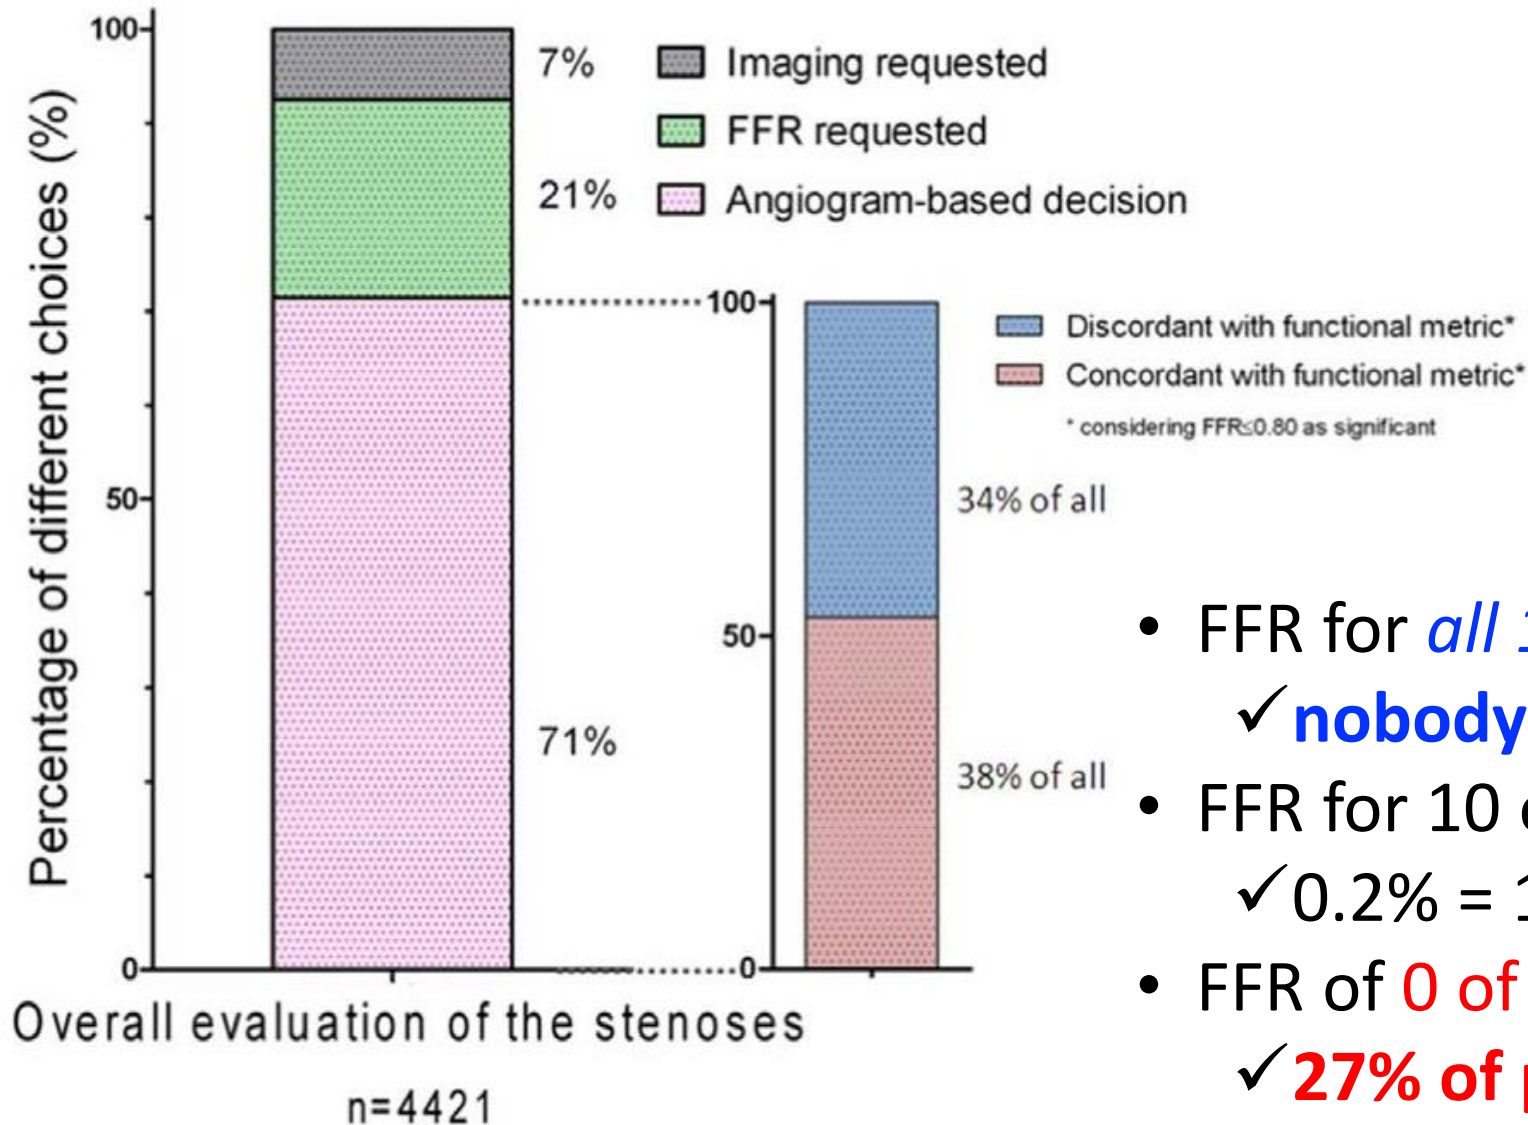 Percentage of different choices (%)
100
50
0
7%
21%
71%
Imaging requested
FFR requested
Angiogram-based decision
100
50
0
Discordant with functional metric*
Concordant with functional metric*
* considering FFR≤0.80 as significant
34% of all
38% of all
Overall evaluation of the stenoses
n=4421
• FFR for all
✓nobody
• FFR for 10
✓0.2% =
• FFR of 0 of
✓27% of